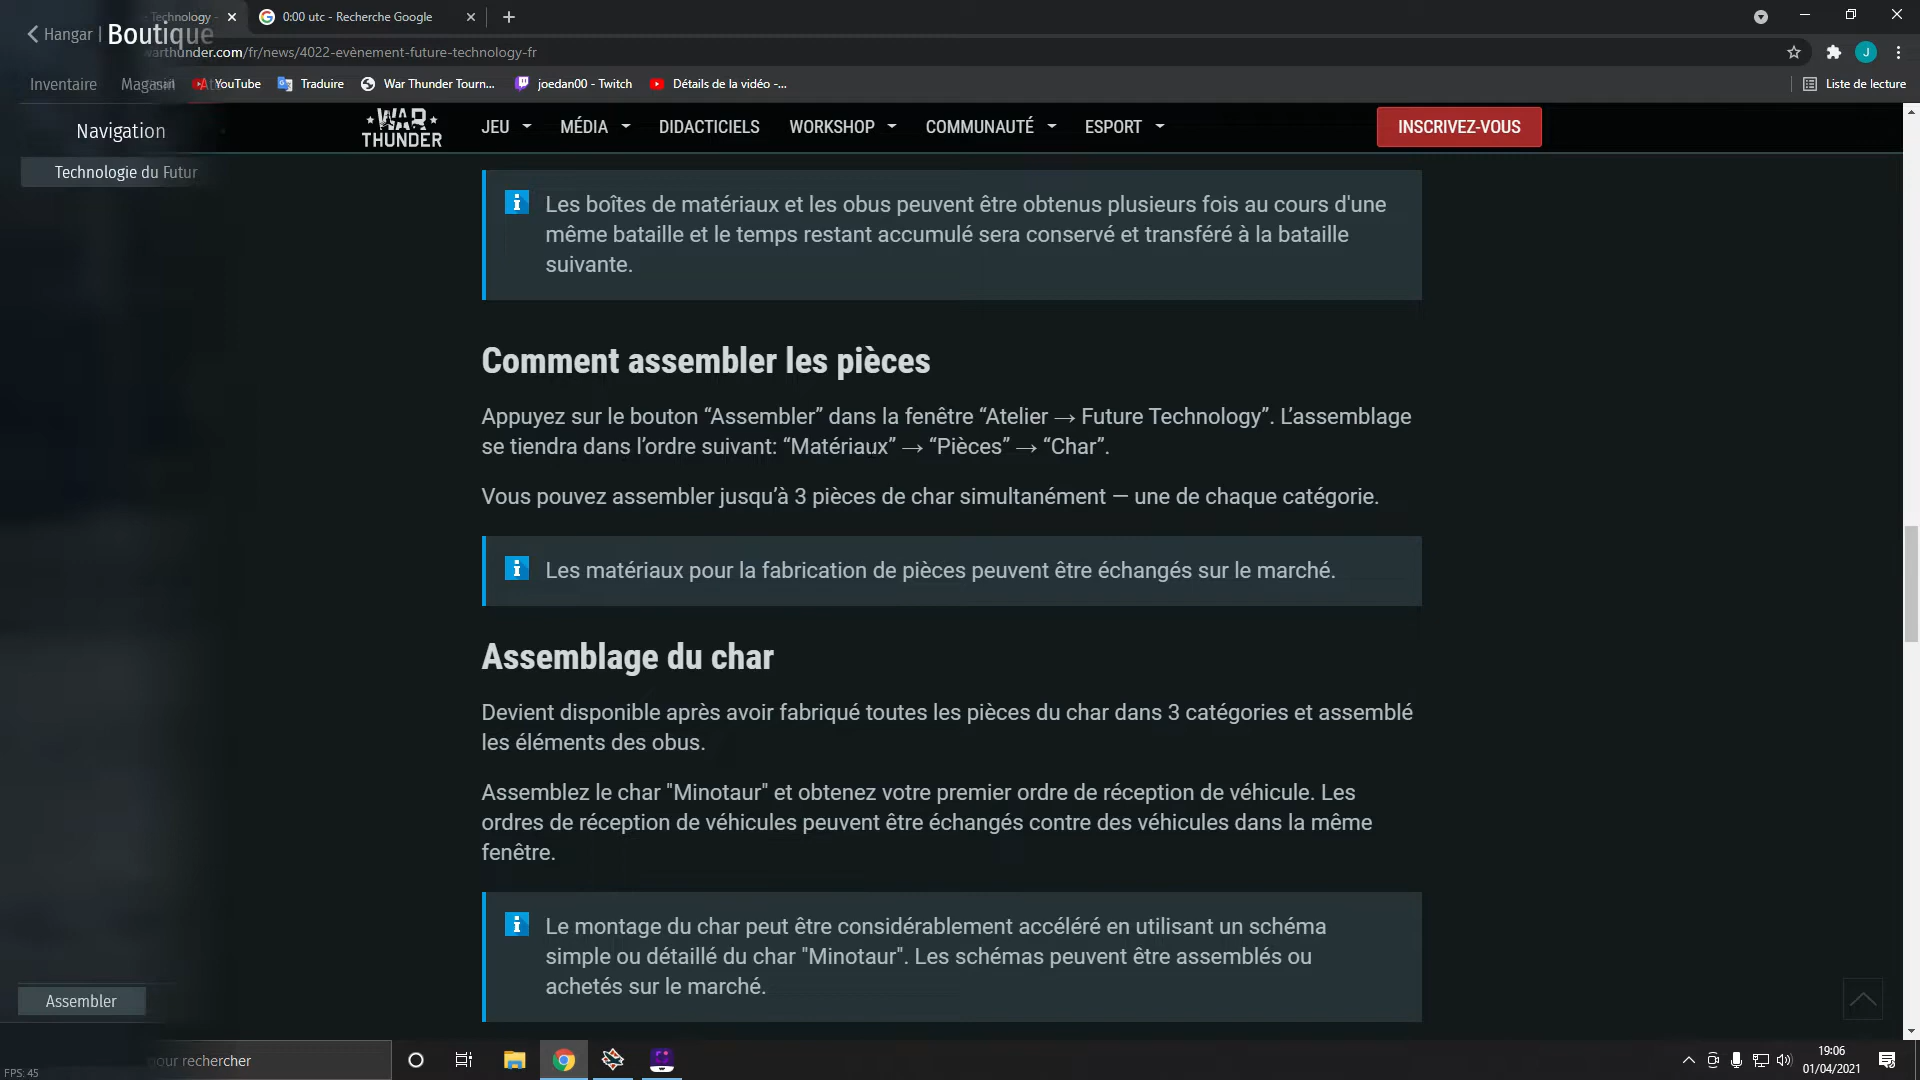 Technology -
0:00 utc - Recherche Google
Hangar | Boutique
warthunder.com/fr/news/4022-evènement-future-technology-fr
J
Inventaire Magasin
YouTube Traduire War Thunder Tourn... joedan00 - Twitch Détails de la vidéo -... Liste de lecture
Navigation
Technologie du Futur
WAR THUNDER
JEU MÉDIA DIDACTICIELS WORKSHOP COMMUNAUTÉ ESPORT INSCRIVEZ-VOUS
Les boîtes de matériaux et les obus peuvent être obtenus plusieurs fois au cours d'une
même bataille et le temps restant accumulé sera conservé et transféré à la bataille
suivante.
Comment assembler les pièces
Appuyez sur le bouton “Assembler” dans la fenêtre “Atelier → Future Technology”. L’assemblage
se tiendra dans l’ordre suivant: “Matériaux” → “Pièces” → “Char”.
Vous pouvez assembler jusqu’à 3 pièces de char simultanément — une de chaque catégorie.
Les matériaux pour la fabrication de pièces peuvent être échangés sur le marché.
Assemblage du char
Devient disponible après avoir fabriqué toutes les pièces du char dans 3 catégories et assemblé
les éléments des obus.
Assemblez le char "Minotaur" et obtenez votre premier ordre de réception de véhicule. Les
ordres de réception de véhicules peuvent être échangés contre des véhicules dans la même
fenêtre.
Le montage du char peut être considérablement accéléré en utilisant un schéma
simple ou détaillé du char "Minotaur". Les schémas peuvent être assemblés ou
achetés sur le marché.
Assembler
pour rechercher
19:06
01/04/2021
FPS: 45